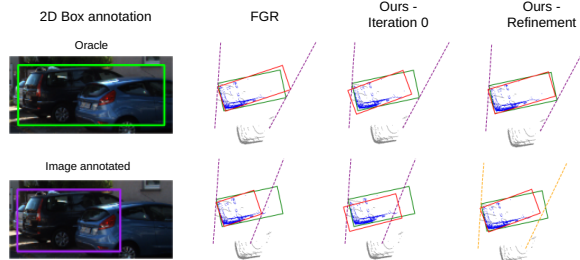 2D Box annotation
FGR
Ours -
Iteration 0
Ours -
Refinement
Oracle
Image annotated